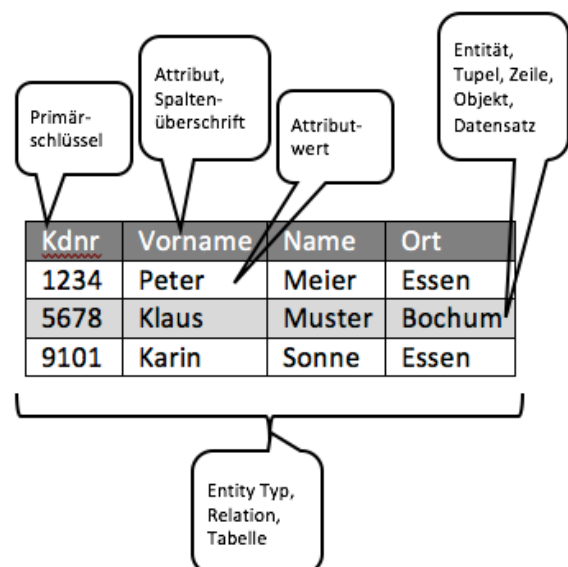 Primär-
schlüssel
Attribut,
Spalten-
überschrift
Attribut-
wert
Entität,
Tupel, Zeile,
Objekt,
Datensatz
Kdnr Vorname Name Ort
1234 Peter Meier Essen
5678 Klaus Muster Bochum
9101 Karin Sonne Essen
Entity Typ,
Relation,
Tabelle